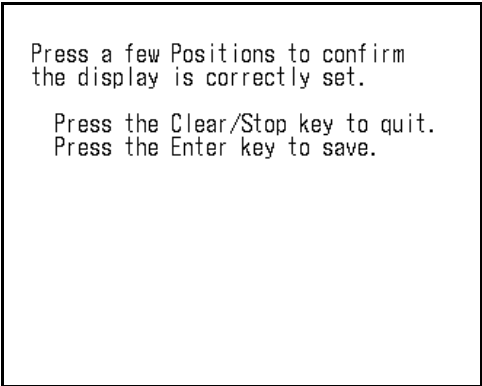 Press a few Positions to confirm
the display is correctly set.
Press the Clear/Stop key to quit.
Press the Enter key to save.